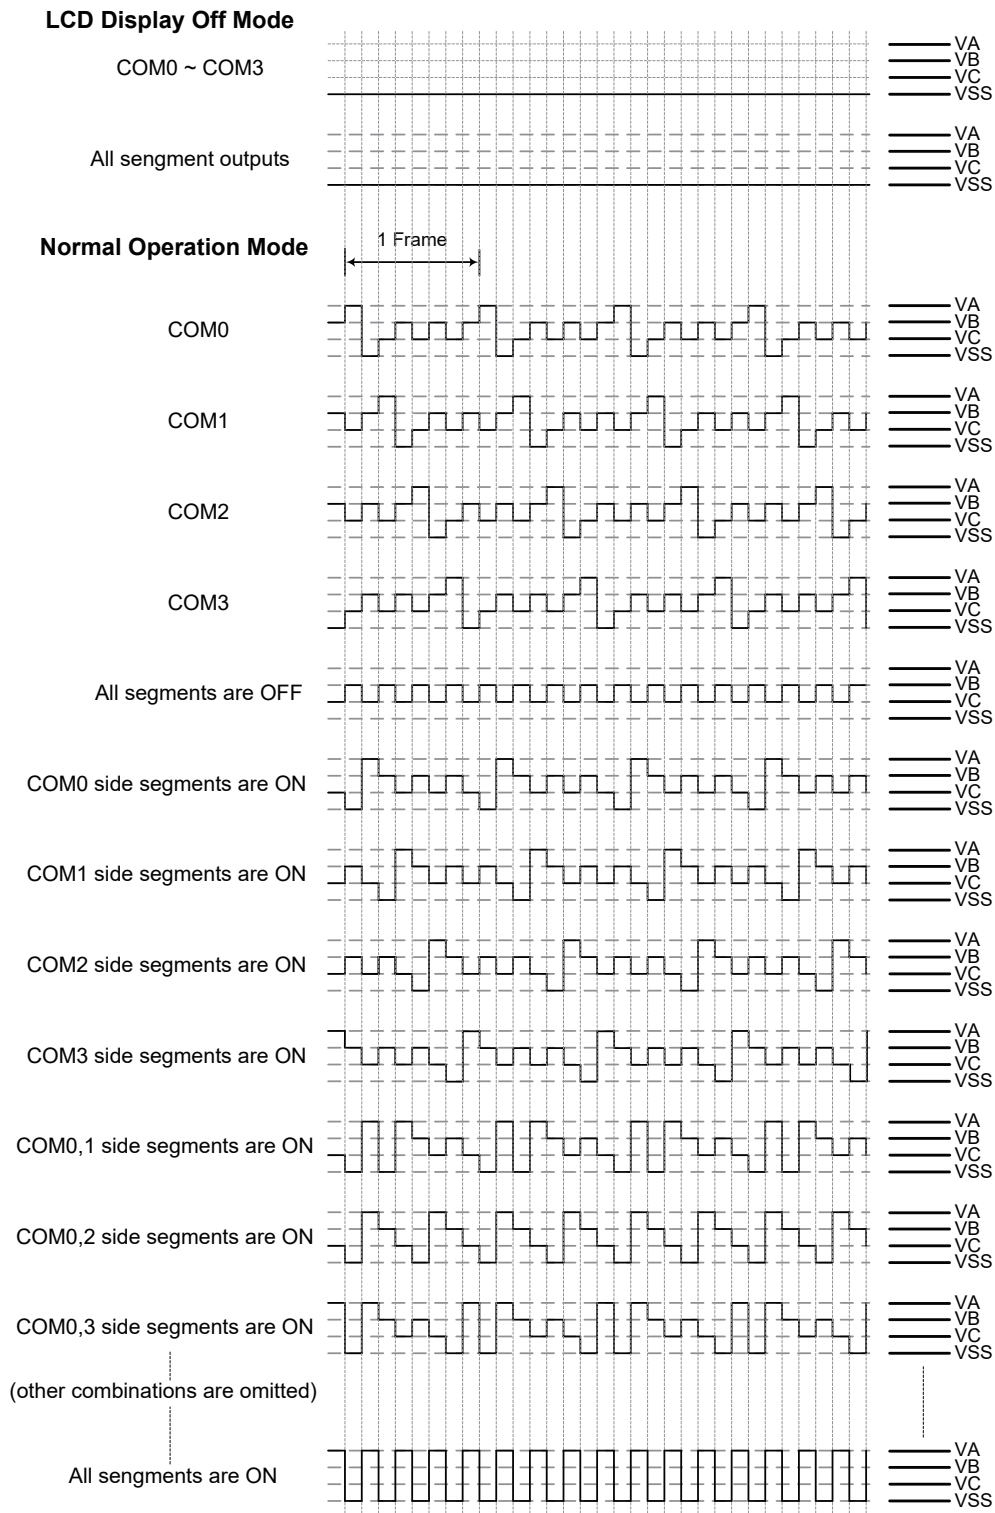 LCD Display Off Mode
COM0 ~ COM3
VA
VB
VC
VSS
All sengment outputs
VA
VB
VC
VSS
Normal Operation Mode
1 Frame
COM0
VA
VB
VC
VSS
COM1
VA
VB
VC
VSS
COM2
VA
VB
VC
VSS
COM3
VA
VB
VC
VSS
All segments are OFF
VA
VB
VC
VSS
COM0 side segments are ON
VA
VB
VC
VSS
COM1 side segments are ON
VA
VB
VC
VSS
COM2 side segments are ON
VA
VB
VC
VSS
COM3 side segments are ON
VA
VB
VC
VSS
COM0,1 side segments are ON
VA
VB
VC
VSS
COM0,2 side segments are ON
VA
VB
VC
VSS
COM0,3 side segments are ON
VA
VB
VC
VSS
(other combinations are omitted)
All sengments are ON
VA
VB
VC
VSS